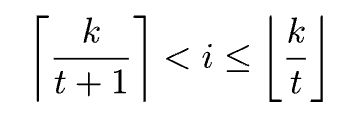 ⌈k/(t + 1)⌉ < i ≤ ⌊k/t⌋